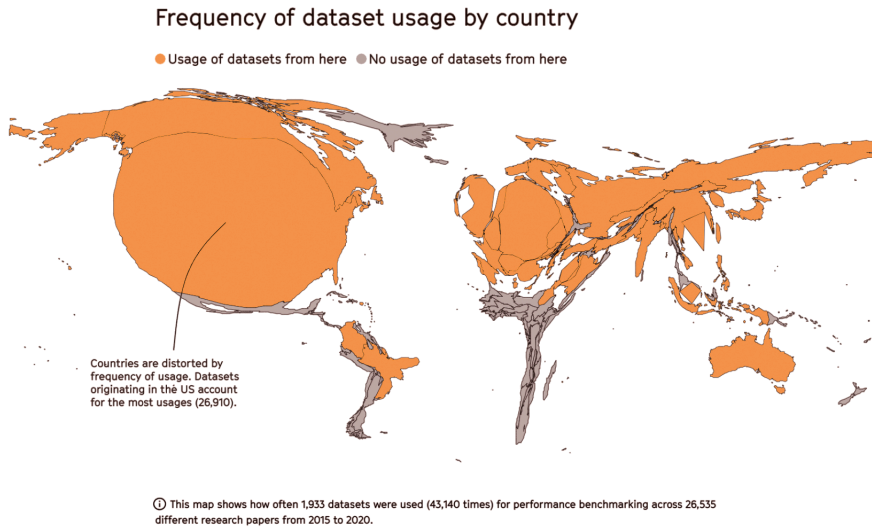 Frequency of dataset usage by country
Usage of datasets from here No usage of datasets from here
Countries are distorted by
frequency of usage. Datasets
originating in the US account
for the most usages (26,910).
This map shows how often 1,933 datasets were used (43,140 times) for performance benchmarking across 26,535
different research papers from 2015 to 2020.